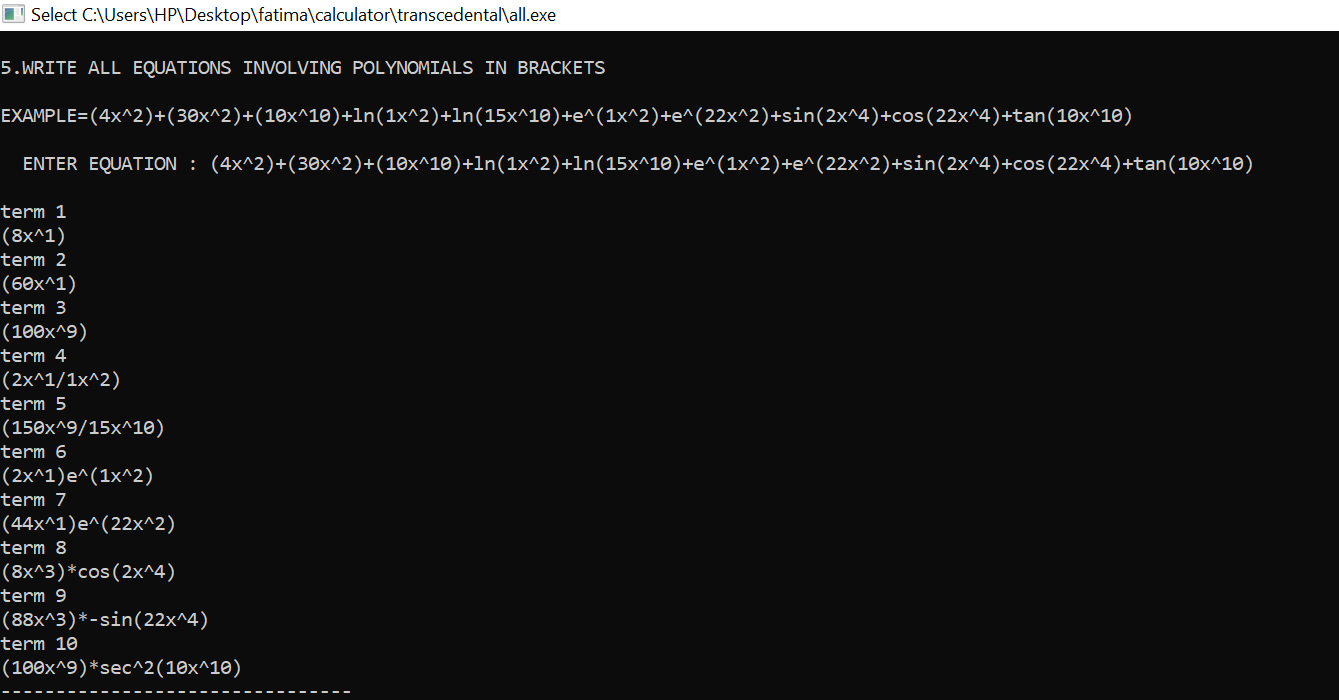 Select C:\Users\HP\Desktop\fatima\calculator\transcedental\all.exe
5.WRITE ALL EQUATIONS INVOLVING POLYNOMIALS IN BRACKETS
EXAMPLE=(4x^2)+(30x^2)+(10x^10)+ln(1x^2)+ln(15x^10)+e^(1x^2)+e^(22x^2)+sin(2x^4)+cos(22x^4)+tan(10x^10)
ENTER EQUATION : (4x^2)+(30x^2)+(10x^10)+ln(1x^2)+ln(15x^10)+e^(1x^2)+e^(22x^2)+sin(2x^4)+cos(22x^4)+tan(10x^10)
term 1
(8x^1)
term 2
(60x^1)
term 3
(100x^9)
term 4
(2x^1/1x^2)
term 5
(150x^9/15x^10)
term 6
(2x^1)e^(1x^2)
term 7
(44x^1)e^(22x^2)
term 8
(8x^3)*cos(2x^4)
term 9
(88x^3)*-sin(22x^4)
term 10
(100x^9)*sec^2(10x^10)
--------------------------------